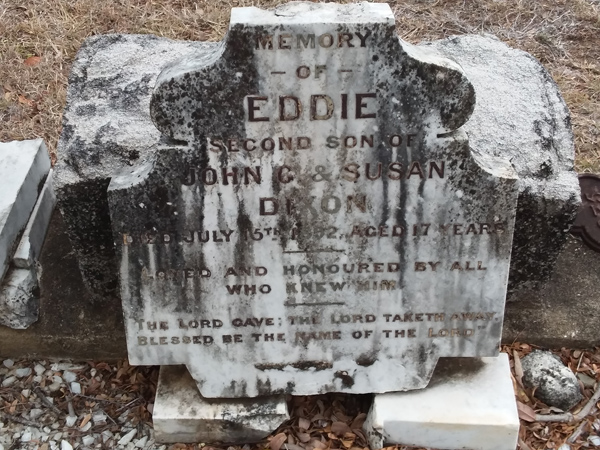 MEMORY
– OF –
EDDIE
SECOND SON OF
JOHN C. & SUSAN
DIXON
DIED JULY 15TH, AGED 17 YEARS
LOVED AND HONOURED BY ALL
WHO KNEW HIM
THE LORD GAVE; THE LORD TAKETH AWAY,
BLESSED BE THE NAME OF THE LORD